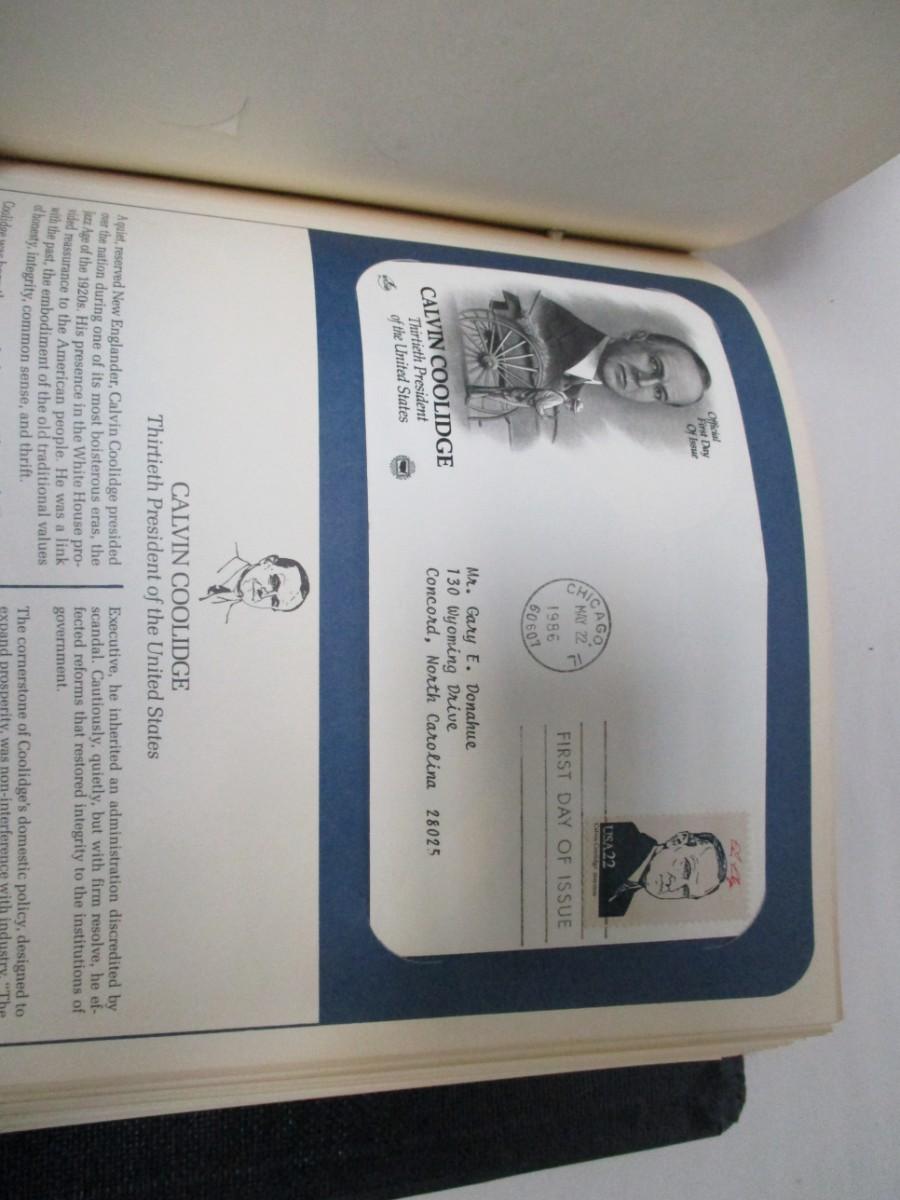 Official
First Day
Of Issue
CALVIN COOLIDGE
Thirtieth President
of the United States
CHICAGO
MAY 22
1986
60607
F
FIRST DAY OF ISSUE
USA 22
Mr. Gary E. Donahue
130 Wyoming Drive
Concord, North Carolina 28025
CALVIN COOLIDGE
Thirtieth President of the United States
A quiet, reserved New Englander, Calvin Coolidge presided
over the nation during one of its most boisterous eras, the
Jazz Age of the 1920s. His presence in the White House pro-
vided reassurance to the American people. He was a link
with the past, the embodiment of the old traditional values
of honesty, integrity, common sense, and thrift.
Coolidge was
Executive, he inherited an administration discredited by
scandal. Cautiously, quietly, but with firm resolve, he ef-
fected reforms that restored integrity to the institutions of
government.
The cornerstone of Coolidge's domestic policy, designed to
expand prosperity, was non-interference with industry. "The